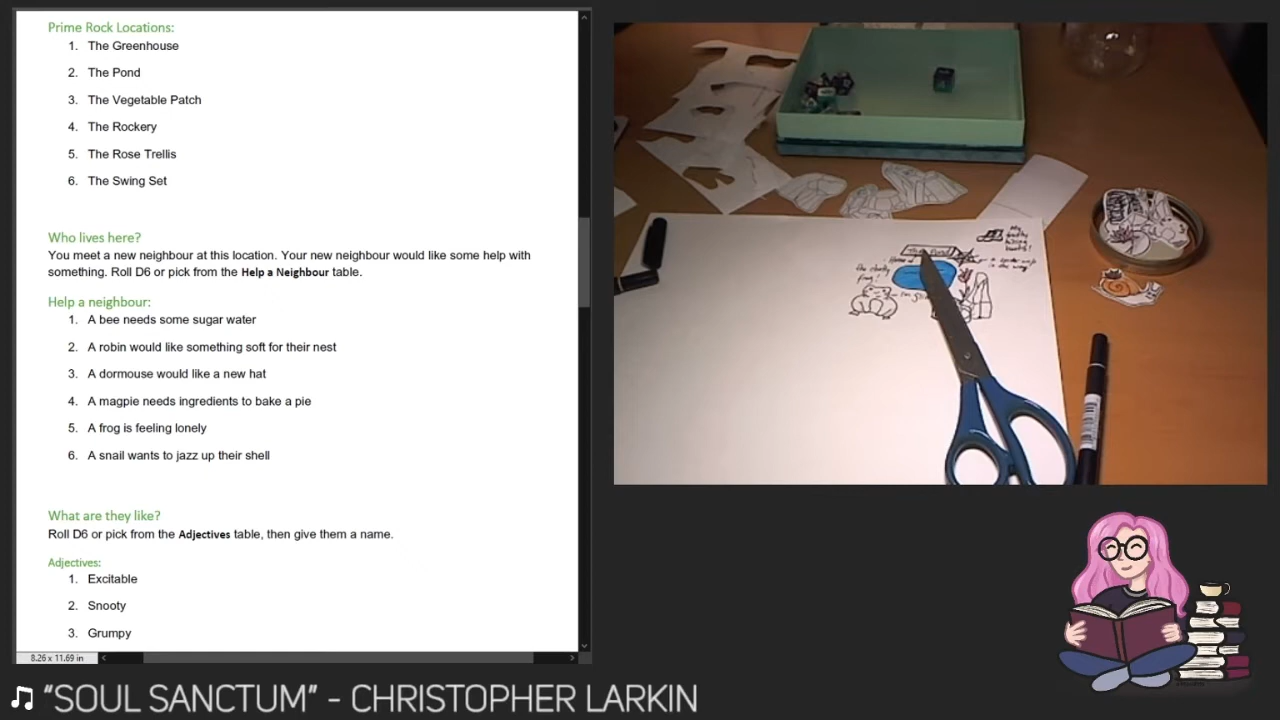 Prime Rock Locations:
1. The Greenhouse
2. The Pond
3. The Vegetable Patch
4. The Rockery
5. The Rose Trellis
6. The Swing Set
Who lives here?
You meet a new neighbour at this location. Your new neighbour would like some help with
something. Roll D6 or pick from the Help a Neighbour table.
Help a neighbour:
1. A bee needs some sugar water
2. A robin would like something soft for their nest
3. A dormouse would like a new hat
4. A magpie needs ingredients to bake a pie
5. A frog is feeling lonely
6. A snail wants to jazz up their shell
What are they like?
Roll D6 or pick from the Adjectives table, then give them a name.
Adjectives:
1. Excitable
2. Snooty
3. Grumpy
8.26 x 11.69 in
"SOUL SANCTUM" - CHRISTOPHER LARKIN